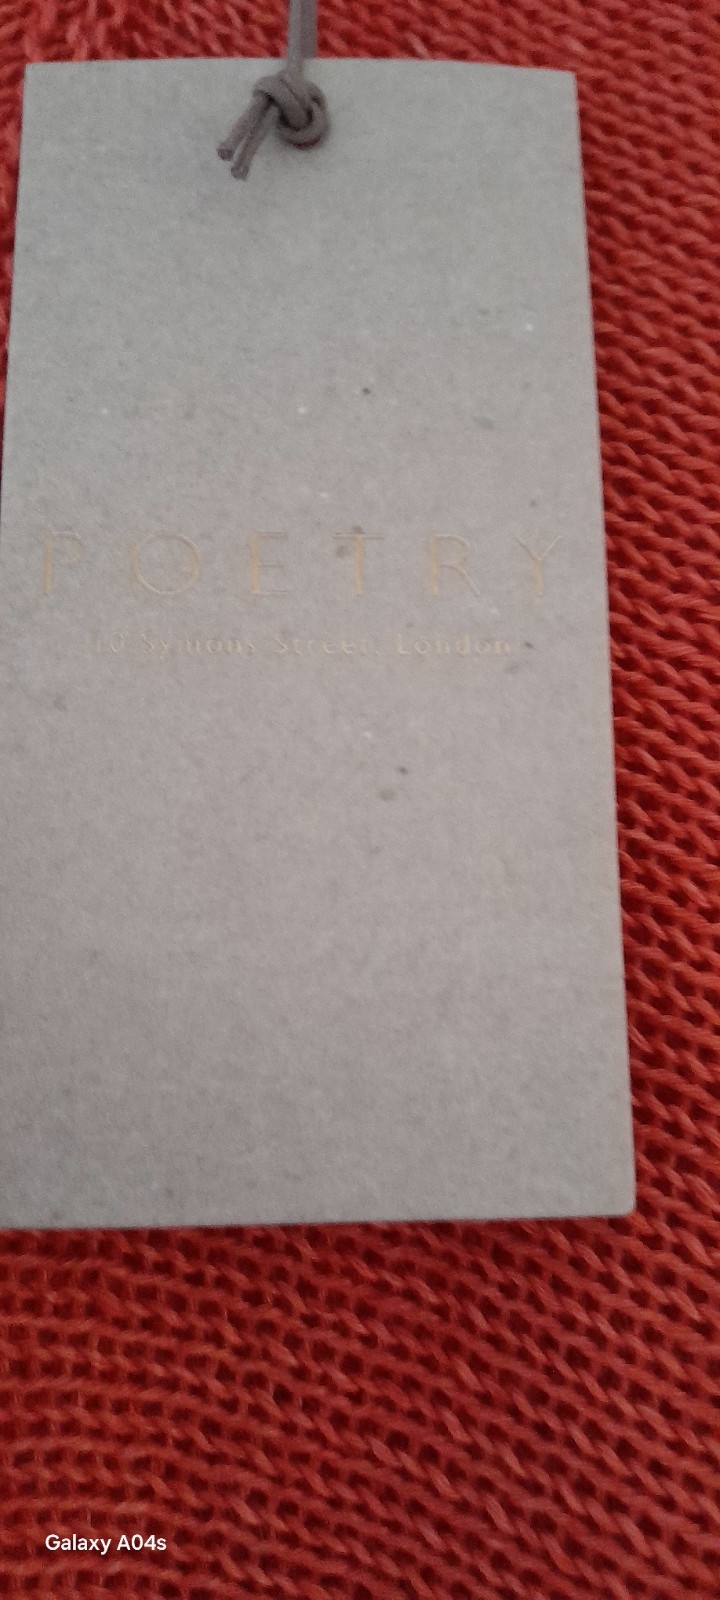 POETRY
10 Symons Street, London
Galaxy A04s